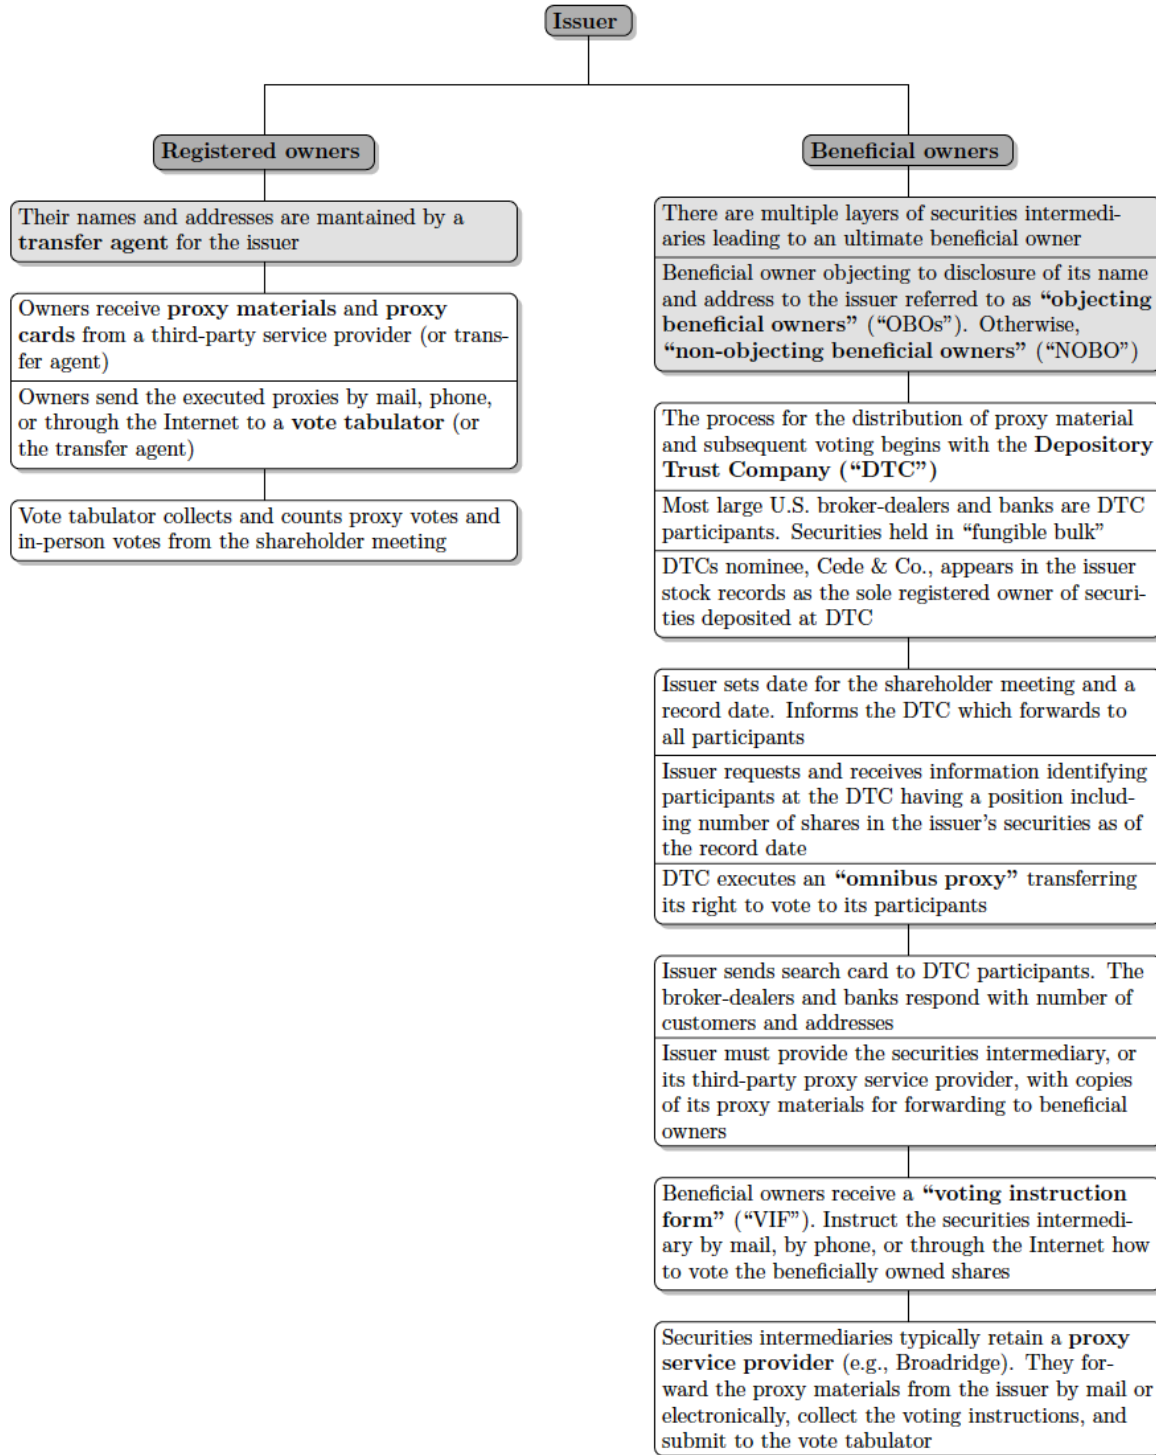 Issuer
Registered owners
Their names and addresses are mantained by a
transfer agent for the issuer
Owners receive proxy materials and proxy
cards from a third-party service provider (or trans-
fer agent)
Owners send the executed proxies by mail, phone,
or through the Internet to a vote tabulator (or
the transfer agent)
Vote tabulator collects and counts proxy votes and
in-person votes from the shareholder meeting
Beneficial owners
There are multiple layers of securities intermedi-
aries leading to an ultimate beneficial owner
Beneficial owner objecting to disclosure of its name
and address to the issuer referred to as “objecting
beneficial owners” (“OBOs”). Otherwise,
“non-objecting beneficial owners” (“NOBO”)
The process for the distribution of proxy material
and subsequent voting begins with the Depository
Trust Company (“DTC”)
Most large U.S. broker-dealers and banks are DTC
participants. Securities held in “fungible bulk”
DTCs nominee, Cede & Co., appears in the issuer
stock records as the sole registered owner of securi-
ties deposited at DTC
Issuer sets date for the shareholder meeting and a
record date. Informs the DTC which forwards to
all participants
Issuer requests and receives information identifying
participants at the DTC having a position includ-
ing number of shares in the issuer’s securities as of
the record date
DTC executes an “omnibus proxy” transferring
its right to vote to its participants
Issuer sends search card to DTC participants. The
broker-dealers and banks respond with number of
customers and addresses
Issuer must provide the securities intermediary, or
its third-party proxy service provider, with copies
of its proxy materials for forwarding to beneficial
owners
Beneficial owners receive a “voting instruction
form” (“VIF”). Instruct the securities intermedi-
ary by mail, by phone, or through the Internet how
to vote the beneficially owned shares
Securities intermediaries typically retain a proxy
service provider (e.g., Broadridge). They for-
ward the proxy materials from the issuer by mail or
electronically, collect the voting instructions, and
submit to the vote tabulator